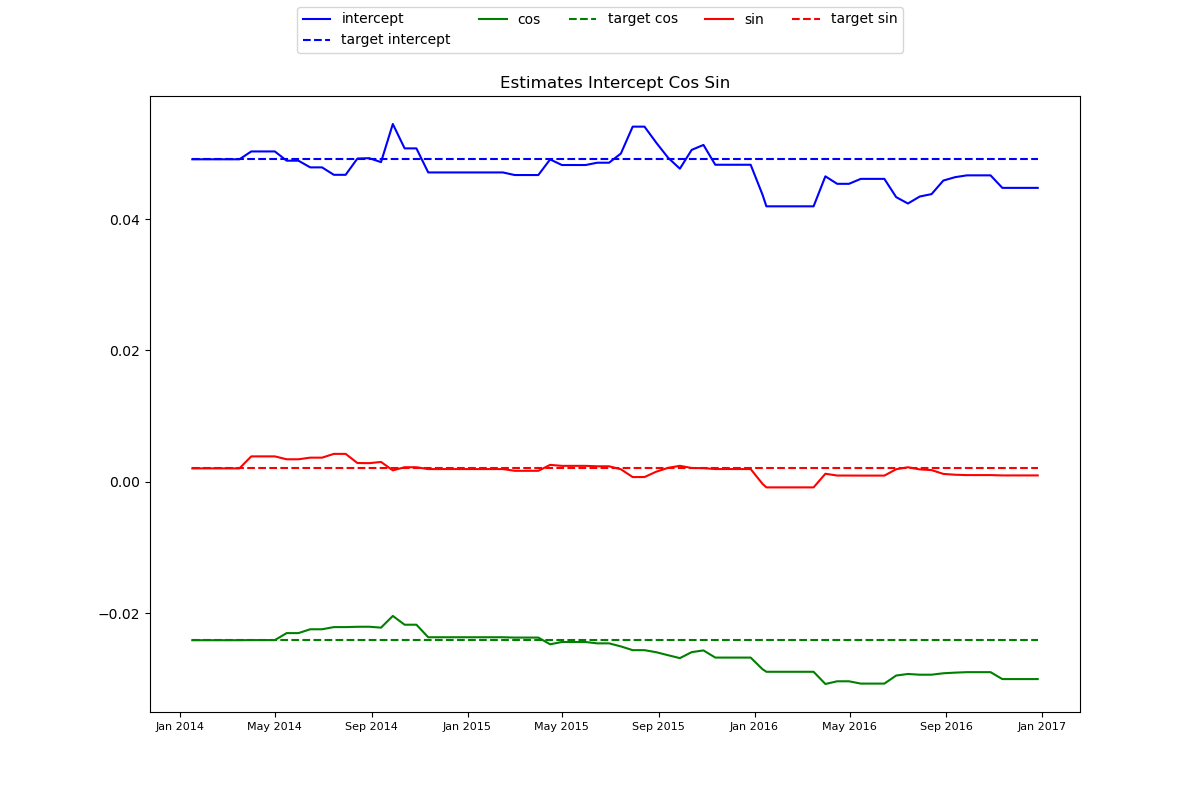 intercept cos target cos sin target sin
target intercept
Estimates Intercept Cos Sin
0.04
0.02
0.00
−0.02
Jan 2014 May 2014 Sep 2014 Jan 2015 May 2015 Sep 2015 Jan 2016 May 2016 Sep 2016 Jan 2017